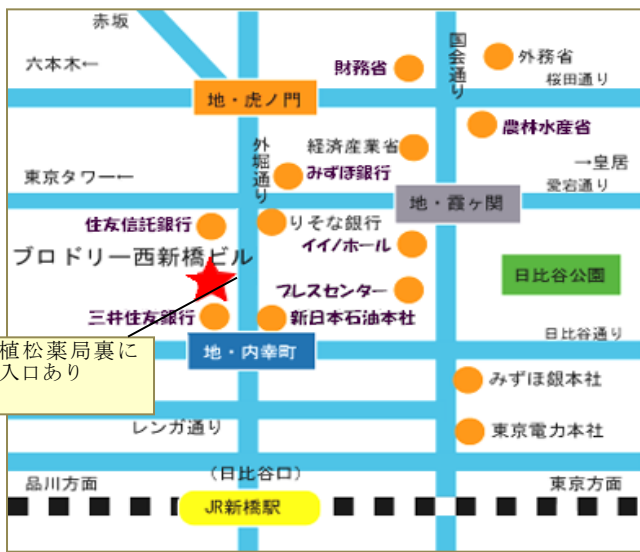 赤坂
六本木←
財務省
国会通り
外務省
桜田通り
地・虎ノ門
農林水産省
外堀通り
経済産業省
みずほ銀行
→皇居
東京タワー←
愛宕通り
地・霞ヶ関
住友信託銀行
りそな銀行
イイノホール
ブロドリー西新橋ビル
日比谷公園
プレスセンター
三井住友銀行
新日本石油本社
日比谷通り
地・内幸町
植松薬局裏に
入口あり
みずほ銀本社
レンガ通り
東京電力本社
(日比谷口)
品川方面
東京方面
JR新橋駅